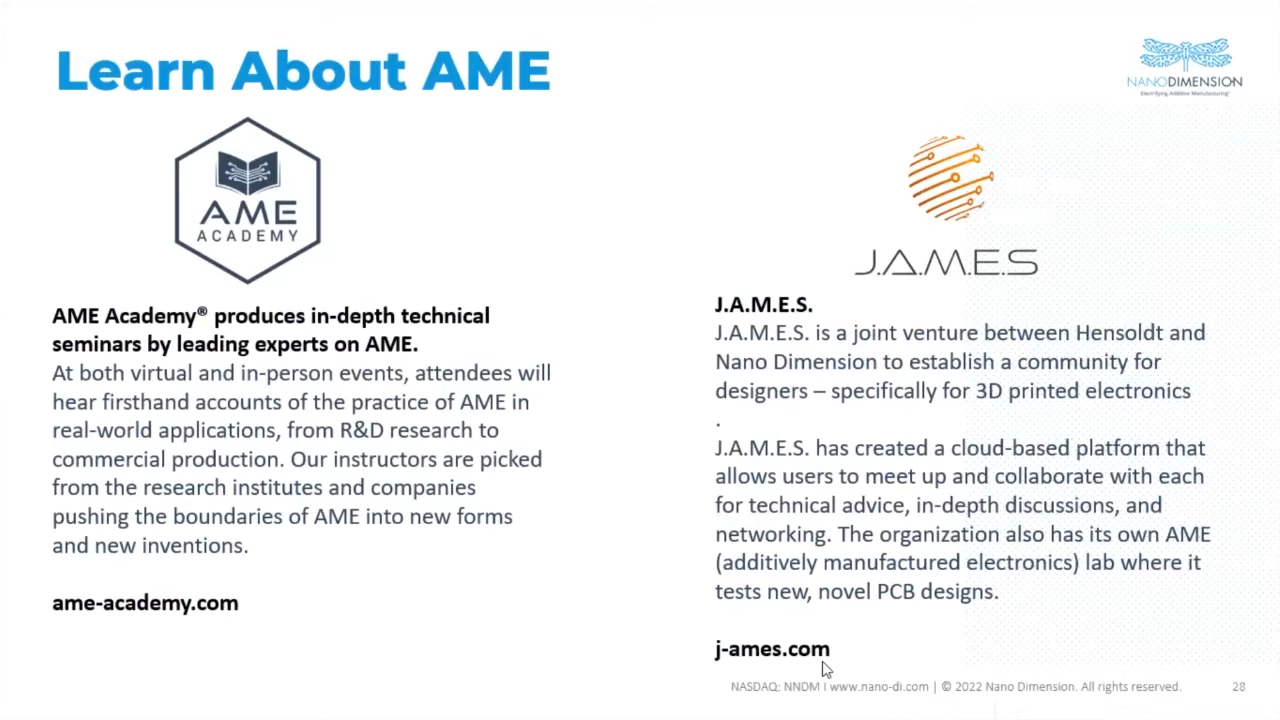 Learn About AME
NANODIMENSION
Electrifying Additive Manufacturing®
AME
ACADEMY
AME Academy® produces in-depth technical
seminars by leading experts on AME.
At both virtual and in-person events, attendees will
hear firsthand accounts of the practice of AME in
real-world applications, from R&D research to
commercial production. Our instructors are picked
from the research institutes and companies
pushing the boundaries of AME into new forms
and new inventions.
ame-academy.com
J.A.M.E.S
J.A.M.E.S.
J.A.M.E.S. is a joint venture between Hensoldt and
Nano Dimension to establish a community for
designers – specifically for 3D printed electronics
.
J.A.M.E.S. has created a cloud-based platform that
allows users to meet up and collaborate with each
for technical advice, in-depth discussions, and
networking. The organization also has its own AME
(additively manufactured electronics) lab where it
tests new, novel PCB designs.
j-ames.com
NASDAQ: NNDM I www.nano-di.com | © 2022 Nano Dimension. All rights reserved.
28